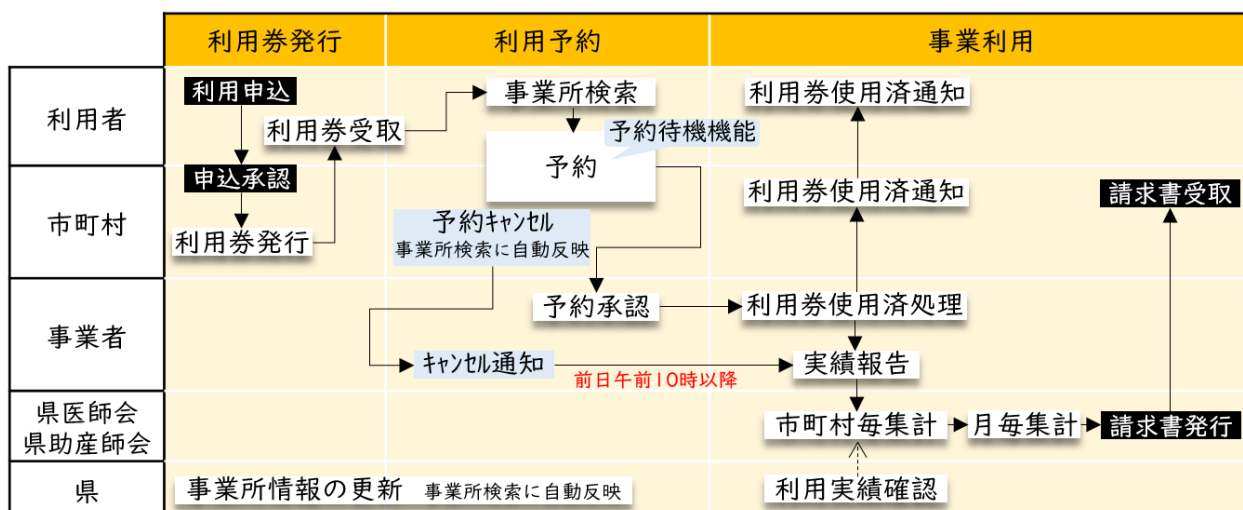 利用券発行
利用予約
事業利用
利用者
利用申込
利用券受取
事業所検索
予約待機機能
予約
利用券使用済通知
市町村
申込承認
利用券発行
予約キャンセル
事業所検索に自動反映
利用券使用済通知
請求書受取
事業者
予約承認
利用券使用済処理
キャンセル通知
前日午前10時以降
実績報告
県医師会
県助産師会
市町村毎集計
月毎集計
請求書発行
県
事業所情報の更新 事業所検索に自動反映
利用実績確認